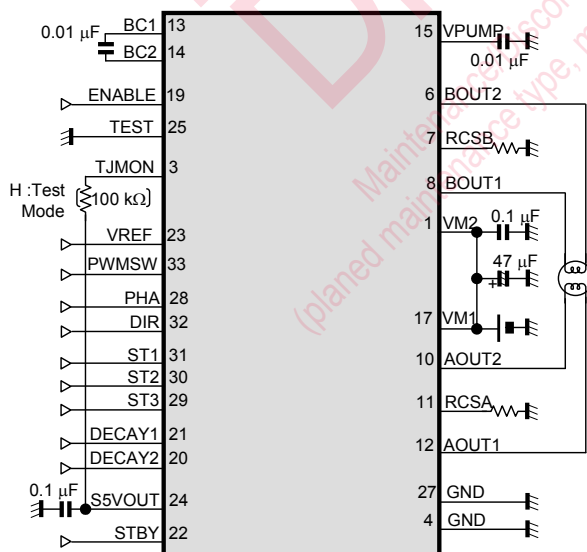 BC1 13
0.01 µF
BC2 14
ENABLE 19
TEST 25
TJMON 3
H :Test
Mode
100 kΩ
VREF 23
PWMSW 33
PHA 28
DIR 32
ST1 31
ST2 30
ST3 29
DECAY1 21
DECAY2 20
0.1 µF
S5VOUT 24
STBY 22
15 VPUMP
0.01 µF
6 BOUT2
7 RCSB
8 BOUT1
1 VM2
0.1 µF
47 µF
+
17 VM1
10 AOUT2
11 RCSA
12 AOUT1
27 GND
4 GND
(planed maintenance type, m